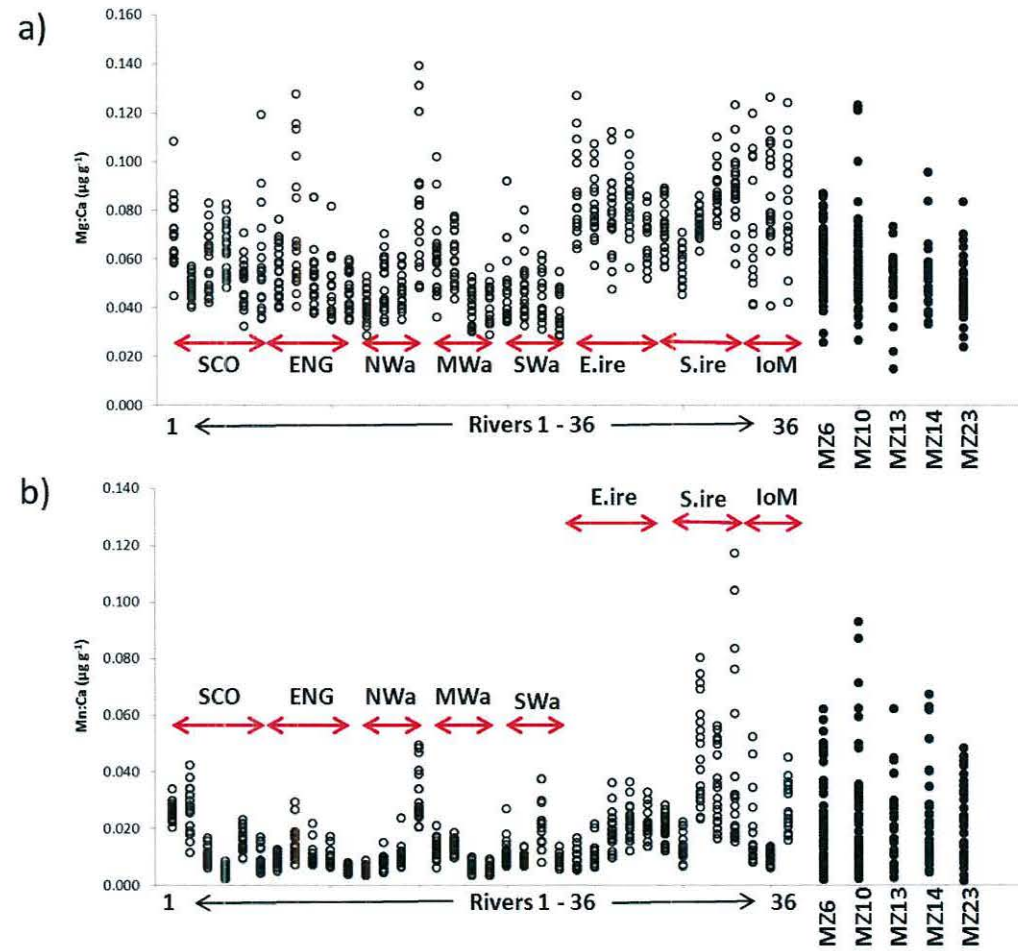 a)
0.160
0.140
0.120
0.100
0.080
0.060
0.040
0.020
0.000
Mg:Ca (µg g⁻¹)
SCO ENG NWa MWa SWa E.ire S.ire IoM
1 Rivers 1 - 36 36
MZ6 MZ10 MZ13 MZ14 MZ23
b)
0.140
0.120
0.100
0.080
0.060
0.040
0.020
0.000
Mn:Ca (µg g⁻¹)
E.ire S.ire IoM
SCO ENG NWa MWa SWa
1 Rivers 1 - 36 36
MZ6 MZ10 MZ13 MZ14 MZ23